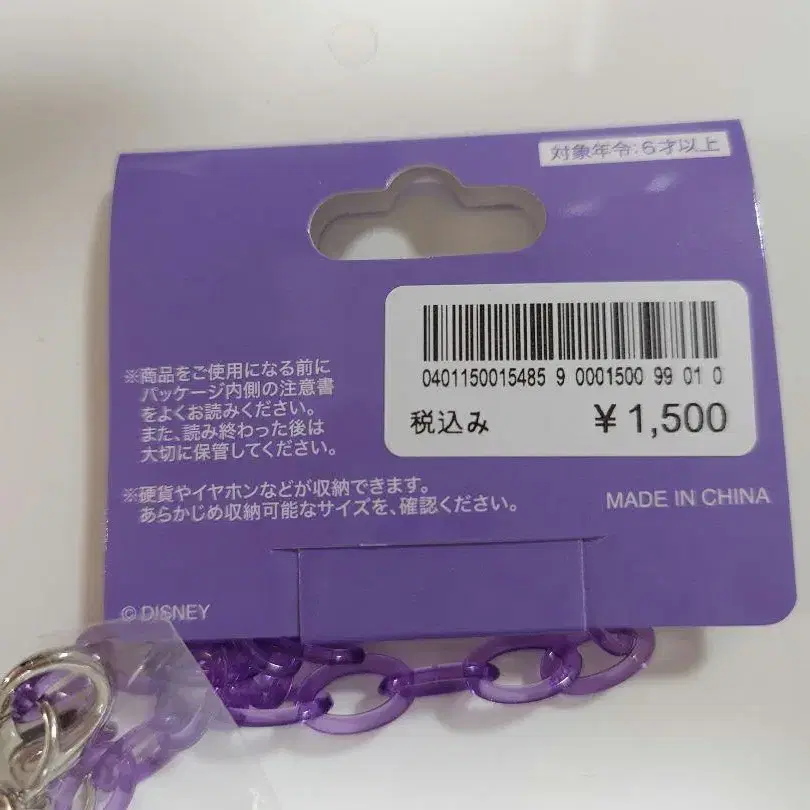 対象年令:6才以上
0401150015485 9 0001500 99 01 0
税込み ¥1,500
※商品をご使用になる前に
パッケージ内側の注意書
をよくお読みください。
また、読み終わった後は
大切に保管してください。
※硬貨やイヤホンなどが収納できます。
あらかじめ収納可能なサイズを、確認ください。
MADE IN CHINA
© DISNEY